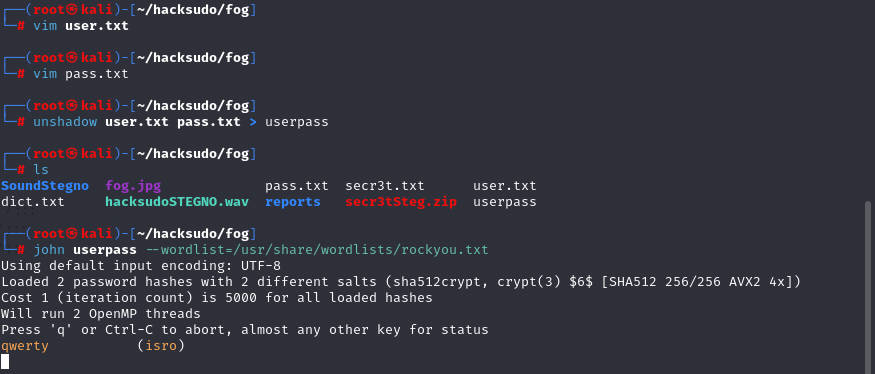 ┌──(root㉿kali)-[~/hacksudo/fog]
└─# vim user.txt
┌──(root㉿kali)-[~/hacksudo/fog]
└─# vim pass.txt
┌──(root㉿kali)-[~/hacksudo/fog]
└─# unshadow user.txt pass.txt > userpass
┌──(root㉿kali)-[~/hacksudo/fog]
└─# ls
SoundStegno  fog.jpg             pass.txt  secr3t.txt      user.txt
dict.txt     hacksudoSTEGNO.wav  reports   secr3tSteg.zip  userpass
┌──(root㉿kali)-[~/hacksudo/fog]
└─# john userpass --wordlist=/usr/share/wordlists/rockyou.txt
Using default input encoding: UTF-8
Loaded 2 password hashes with 2 different salts (sha512crypt, crypt(3) $6$ [SHA512 256/256 AVX2 4x])
Cost 1 (iteration count) is 5000 for all loaded hashes
Will run 2 OpenMP threads
Press 'q' or Ctrl-C to abort, almost any other key for status
qwerty           (isro)